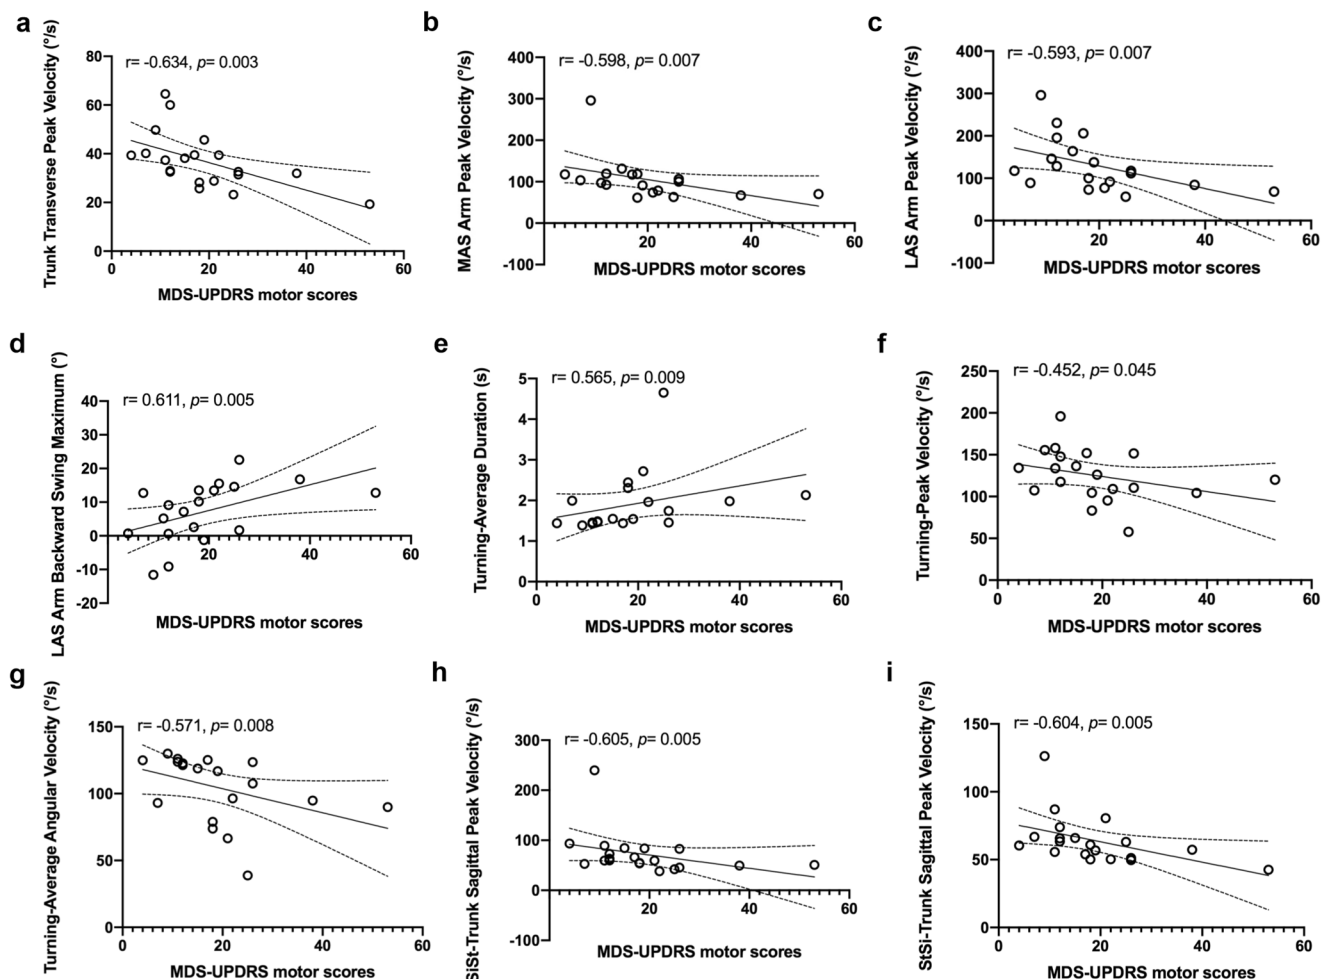 a
Trunk Transverse Peak Velocity (°/s)
r= -0.634, p= 0.003
80
60
40
20
0
0 20 40 60
MDS-UPDRS motor scores
b
MAS Arm Peak Velocity (°/s)
r= -0.598, p= 0.007
400
300
200
100
0
-100
20 40 60
MDS-UPDRS motor scores
c
LAS Arm Peak Velocity (°/s)
r= -0.593, p= 0.007
400
300
200
100
0
-100
20 40 60
MDS-UPDRS motor scores
d
LAS Arm Backward Swing Maximum (°)
r= 0.611, p= 0.005
40
30
20
10
0
-10
-20
20 40 60
MDS-UPDRS motor scores
e
Turning-Average Duration (s)
r= 0.565, p= 0.009
5
4
3
2
1
0
0 20 40 60
MDS-UPDRS motor scores
f
Turning-Peak Velocity (°/s)
r= -0.452, p= 0.045
250
200
150
100
50
0
0 20 40 60
MDS-UPDRS motor scores
g
Turning-Average Angular Velocity (°/s)
r= -0.571, p= 0.008
150
100
50
0
0 20 40 60
MDS-UPDRS motor scores
h
SiSt-Trunk Sagittal Peak Velocity (°/s)
r= -0.605, p= 0.005
300
200
100
0
-100
20 40 60
MDS-UPDRS motor scores
i
StSi-Trunk Sagittal Peak Velocity (°/s)
r= -0.604, p= 0.005
150
100
50
0
0 20 40 60
MDS-UPDRS motor scores